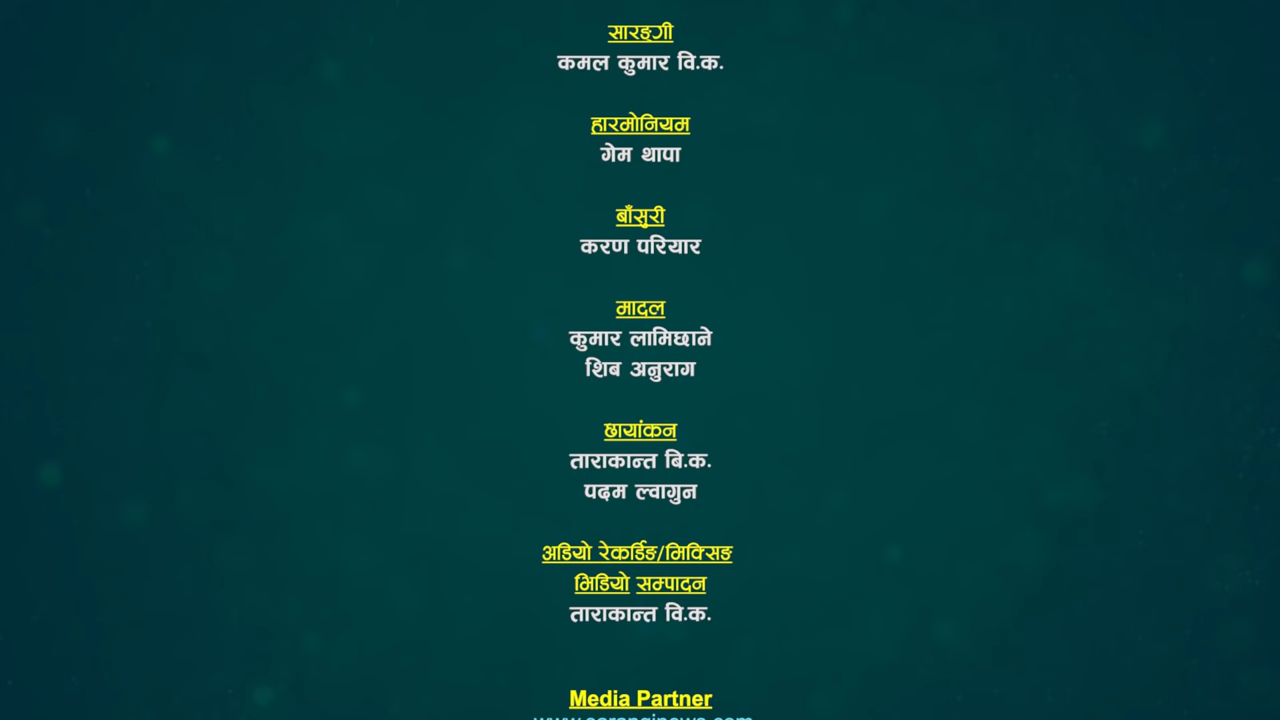 सारङ्गी
कमल कुमार वि.क.
हारमोनियम
गेम थापा
बाँसुरी
करण परियार
मादल
कुमार लामिछाने
शिब अनुराग
छायांकन
ताराकान्त बि.क.
पदम ल्वागुन
अडियो रेकर्डिङ/मिक्सिङ
भिडियो सम्पादन
ताराकान्त वि.क.
Media Partner